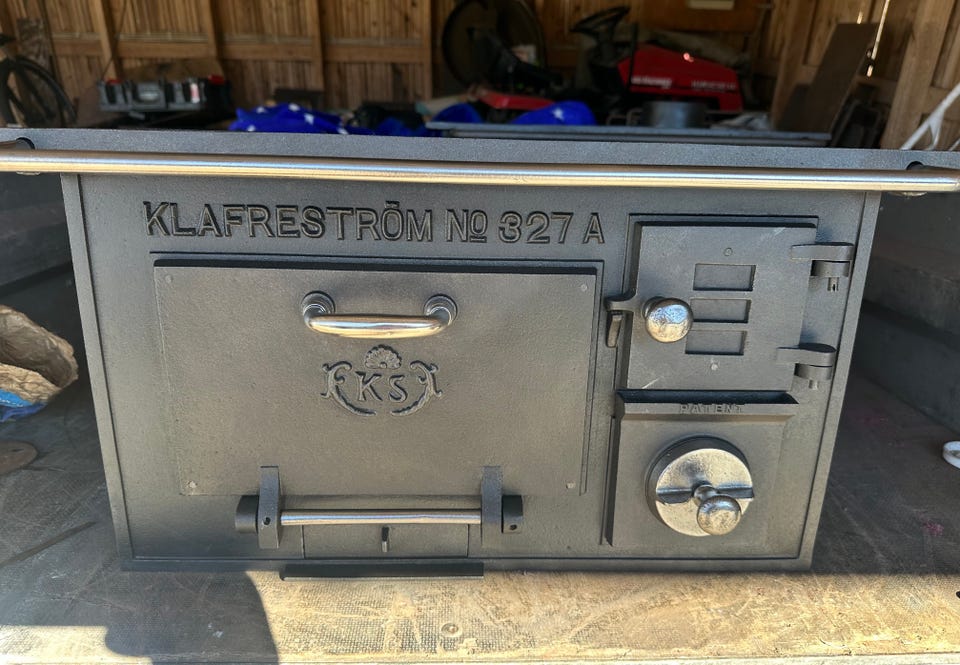 KLAFRESTRÖM No 327 A
KS
PATENT